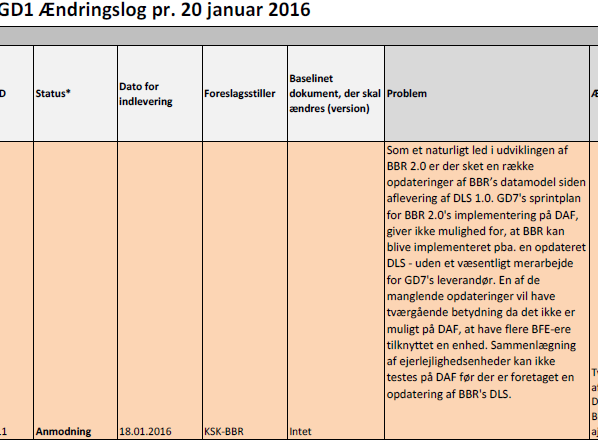 GD1 Ændringslog pr. 20 januar 2016
Status*
Dato for
indlevering
Foreslagsstiller
Baselinet
dokument, der skal
ændres (version)
Problem
Som et naturligt led i udviklingen af
BBR 2.0 er der sket en række
opdateringer af BBR’s datamodel siden
aflevering af DLS 1.0. GD7's sprintplan
for BBR 2.0's implementering på DAF,
giver ikke mulighed for, at BBR kan
blive implementeret pba. en opdateret
DLS - uden et væsentligt merarbejde
for GD7's leverandør. En af de
manglende opdateringer vil have
tværgående betydning da det ikke er
muligt på DAF, at have flere BFE-ere
tilknyttet en enhed. Sammenlægning
af ejerlejlighedsenheder kan ikke
testes på DAF før der er foretaget en
opdatering af BBR's DLS.
Anmodning
18.01.2016
KSK-BBR
Intet